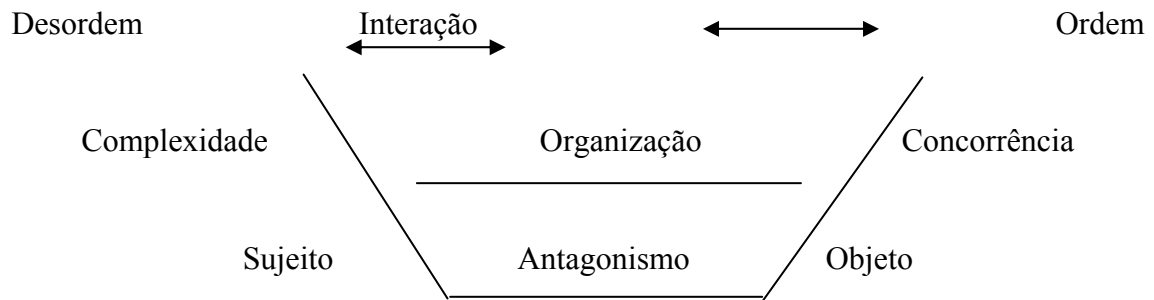 Desordem Interação Ordem
Complexidade Organização Concorrência
Sujeito Antagonismo Objeto